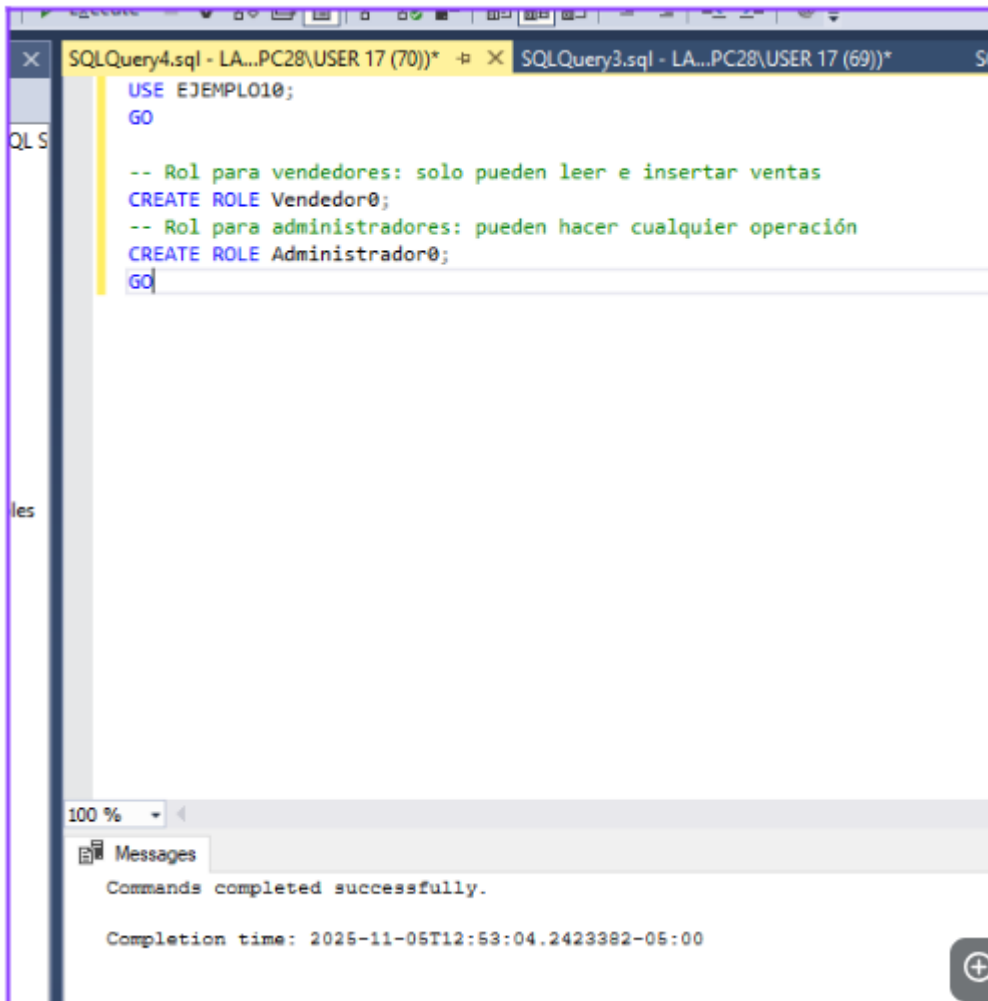 SQLQuery4.sql - LA...PC28\USER 17 (70))* SQLQuery3.sql - LA...PC28\USER 17 (69))*
USE EJEMPLO10;
GO
QL S
-- Rol para vendedores: solo pueden leer e insertar ventas
CREATE ROLE Vendedor0;
-- Rol para administradores: pueden hacer cualquier operación
CREATE ROLE Administrador0;
GO
les
100 %
Messages
Commands completed successfully.
Completion time: 2025-11-05T12:53:04.2423382-05:00